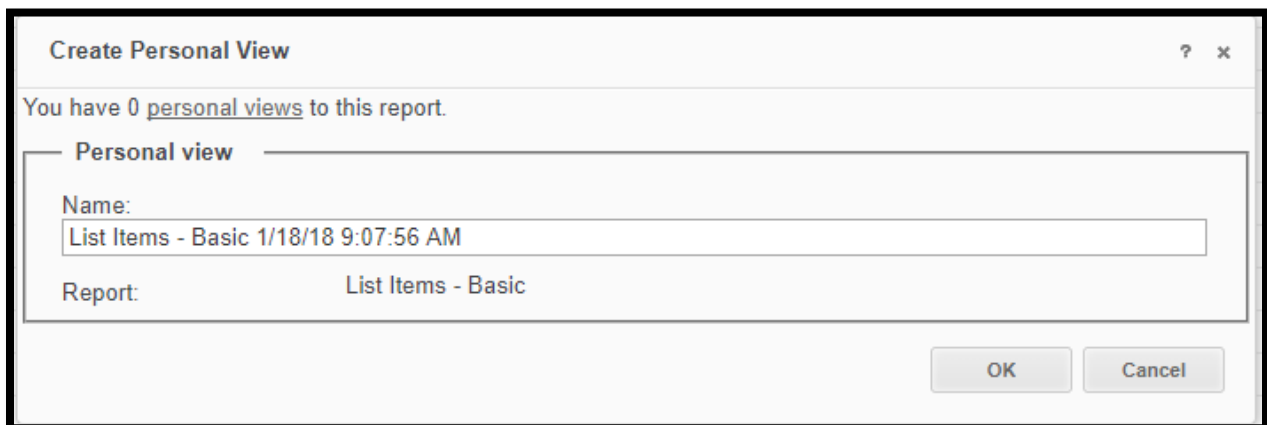 Create Personal View ? ×
You have 0 personal views to this report.
Personal view
Name:
List Items - Basic 1/18/18 9:07:56 AM
Report: List Items - Basic
OK Cancel